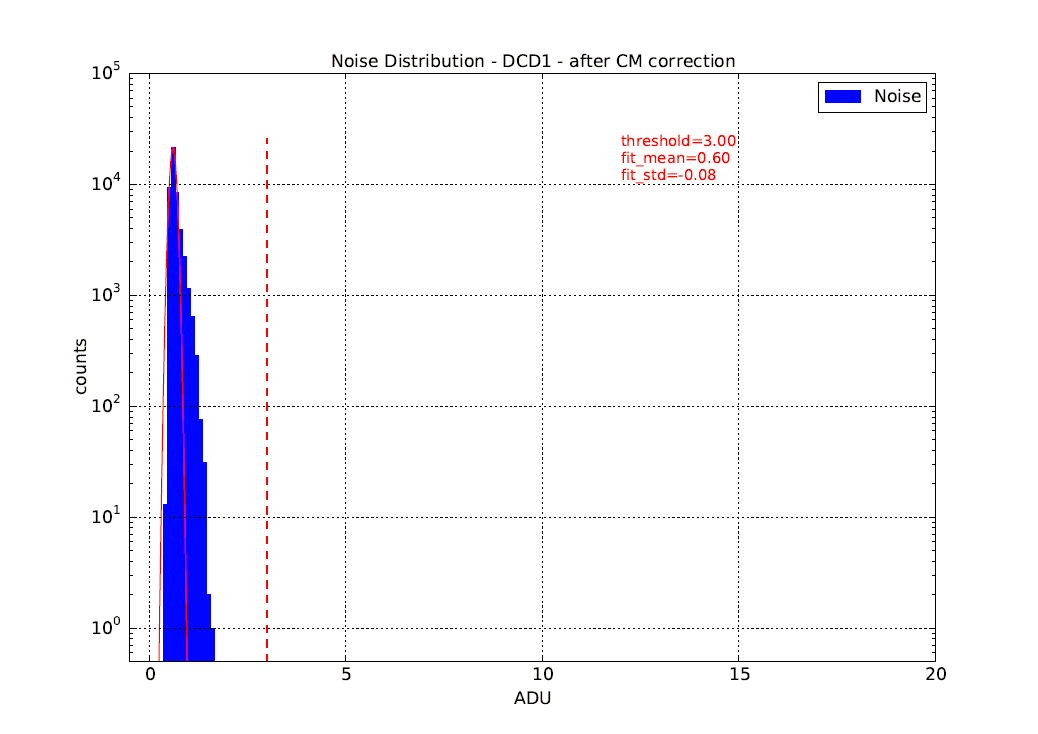 Noise Distribution - DCD1 - after CM correction
Noise
threshold=3.00
fit_mean=0.60
fit_std=-0.08
10^5
10^4
10^3
10^2
10^1
10^0
counts
0 5 10 15 20
ADU